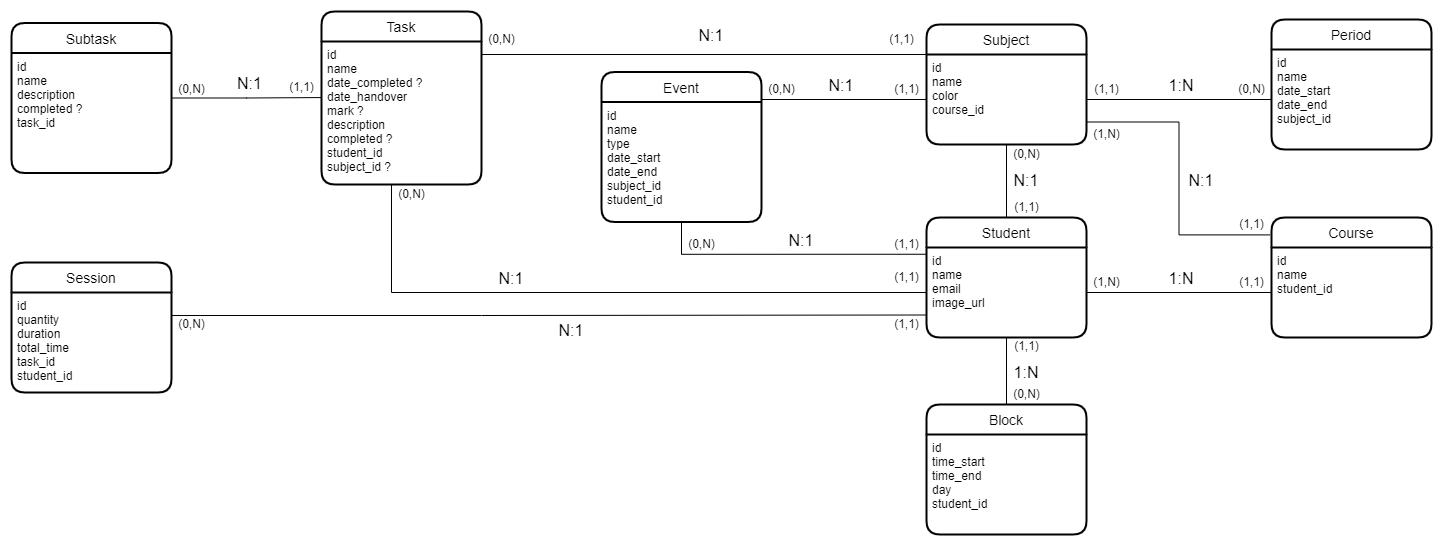 Subtask
id
name
description
completed ?
task_id
(0,N)
N:1
(1,1)
Task
id
name
date_completed ?
date_handover
mark ?
description
completed ?
student_id
subject_id ?
(0,N)
N:1
(1,1)
(0,N)
Event
id
name
type
date_start
date_end
subject_id
student_id
(0,N)
N:1
(1,1)
(0,N)
N:1
(1,1)
Subject
id
name
color
course_id
(1,1)
1:N
(0,N)
(1,N)
N:1
(1,1)
(0,N)
N:1
(1,1)
Period
id
name
date_start
date_end
subject_id
Student
id
name
email
image_url
(1,N)
1:N
(1,1)
Course
id
name
student_id
N:1
(1,1)
Session
id
quantity
duration
total_time
task_id
student_id
(0,N)
N:1
(1,1)
(1,1)
1:N
(0,N)
Block
id
time_start
time_end
day
student_id